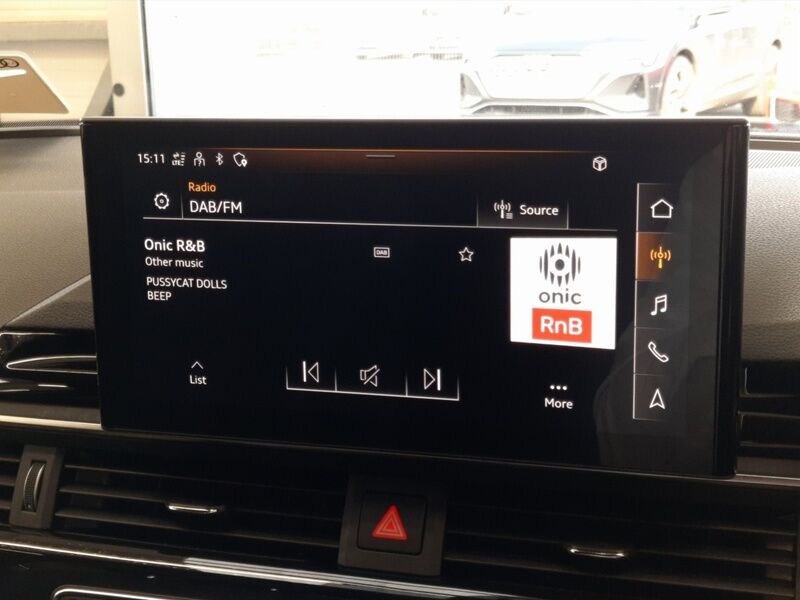 15:11
Radio
DAB/FM
Source
Onic R&B
DAB
Other music
PUSSYCAT DOLLS
BEEP
onic
RnB
List
More